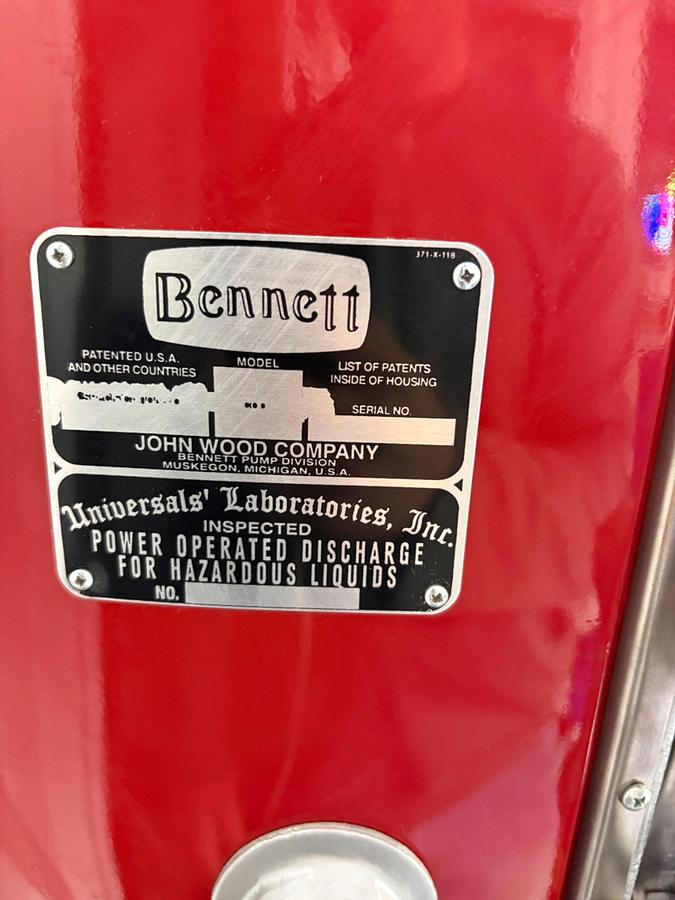 371-X-118
Bennett
PATENTED U.S.A.
AND OTHER COUNTRIES
MODEL
LIST OF PATENTS
INSIDE OF HOUSING
SERIAL NO.
JOHN WOOD COMPANY
BENNETT PUMP DIVISION
MUSKEGON, MICHIGAN, U.S.A.
Universals' Laboratories, Inc.
INSPECTED
POWER OPERATED DISCHARGE
FOR HAZARDOUS LIQUIDS
NO.